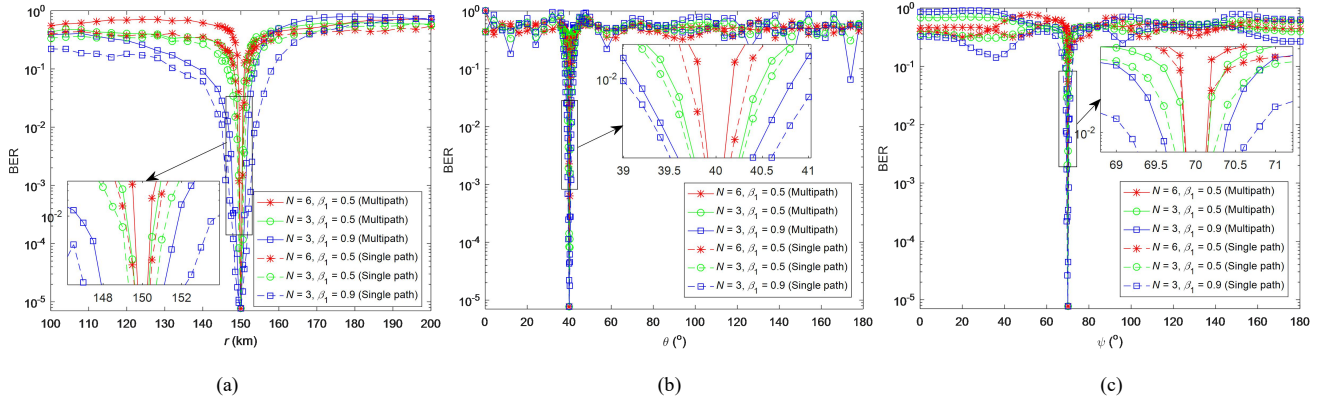 10^0
10^-1
10^-2
10^-3
10^-4
10^-5
BER
10^-2
148 150 152
N = 6, β1 = 0.5 (Multipath)
N = 3, β1 = 0.5 (Multipath)
N = 3, β1 = 0.9 (Multipath)
N = 6, β1 = 0.5 (Single path)
N = 3, β1 = 0.5 (Single path)
N = 3, β1 = 0.9 (Single path)
100 110 120 130 140 150 160 170 180 190 200
r (km)
(a)
10^0
10^-1
10^-2
10^-3
10^-4
10^-5
BER
10^-2
39 39.5 40 40.5 41
N = 6, β1 = 0.5 (Multipath)
N = 3, β1 = 0.5 (Multipath)
N = 3, β1 = 0.9 (Multipath)
N = 6, β1 = 0.5 (Single path)
N = 3, β1 = 0.5 (Single path)
N = 3, β1 = 0.9 (Single path)
0 20 40 60 80 100 120 140 160 180
θ (°)
(b)
10^0
10^-1
10^-2
10^-3
10^-4
10^-5
BER
10^-2
69 69.5 70 70.5 71
N = 6, β1 = 0.5 (Multipath)
N = 3, β1 = 0.5 (Multipath)
N = 3, β1 = 0.9 (Multipath)
N = 6, β1 = 0.5 (Single path)
N = 3, β1 = 0.5 (Single path)
N = 3, β1 = 0.9 (Single path)
0 20 40 60 80 100 120 140 160 180
ψ (°)
(c)